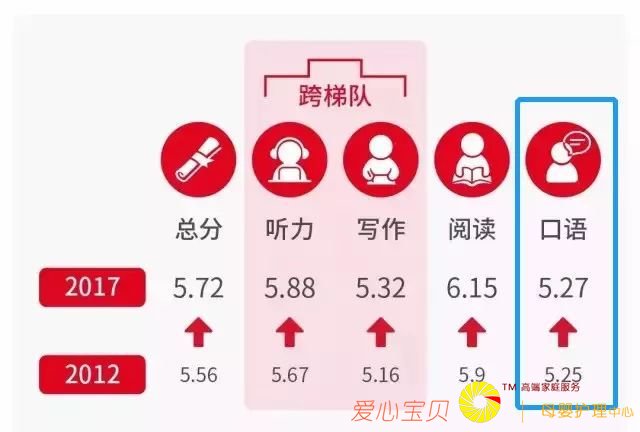 跨梯队
总分 听力 写作 阅读 口语
2017 5.72 5.88 5.32 6.15 5.27
2012 5.56 5.67 5.16 5.9 5.25
爱心宝贝 TM 高端家庭服务
母婴护理中心